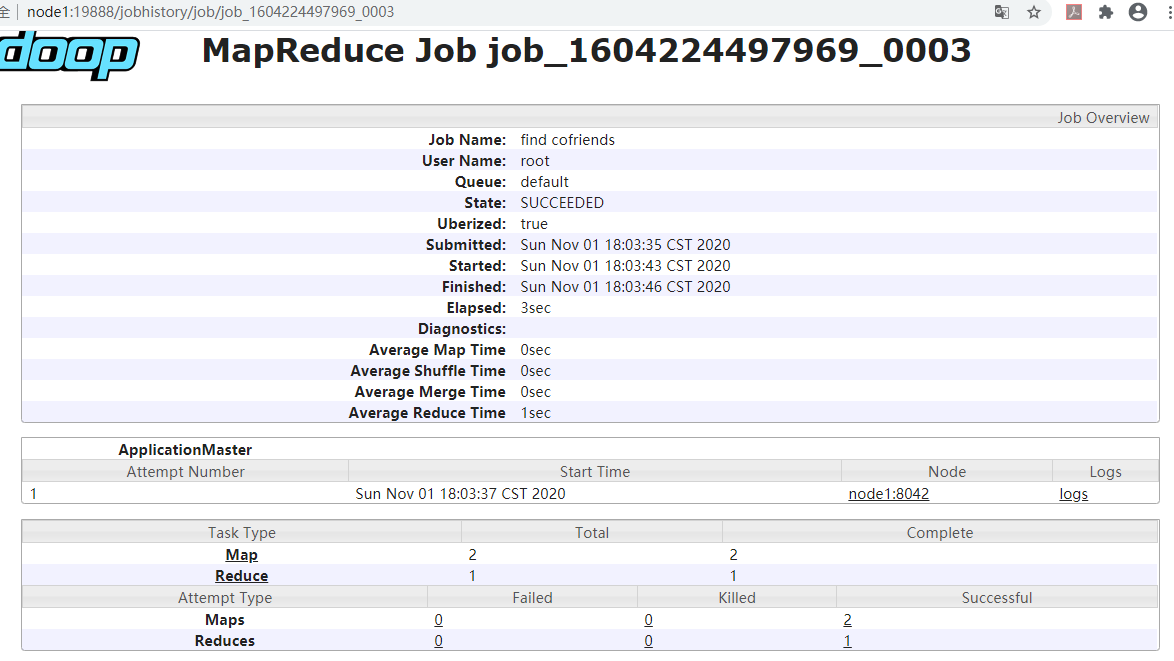 全 node1:19888/jobhistory/job/job_1604224497969_0003
doop
MapReduce Job job_1604224497969_0003
Job Overview
Job Name: find cofriends
User Name: root
Queue: default
State: SUCCEEDED
Uberized: true
Submitted: Sun Nov 01 18:03:35 CST 2020
Started: Sun Nov 01 18:03:43 CST 2020
Finished: Sun Nov 01 18:03:46 CST 2020
Elapsed: 3sec
Diagnostics:
Average Map Time 0sec
Average Shuffle Time 0sec
Average Merge Time 0sec
Average Reduce Time 1sec
ApplicationMaster
Attempt Number Start Time Node Logs
1 Sun Nov 01 18:03:37 CST 2020 node1:8042 logs
Task Type Total Complete
Map 2 2
Reduce 1 1
Attempt Type Failed Killed Successful
Maps 0 0 2
Reduces 0 0 1